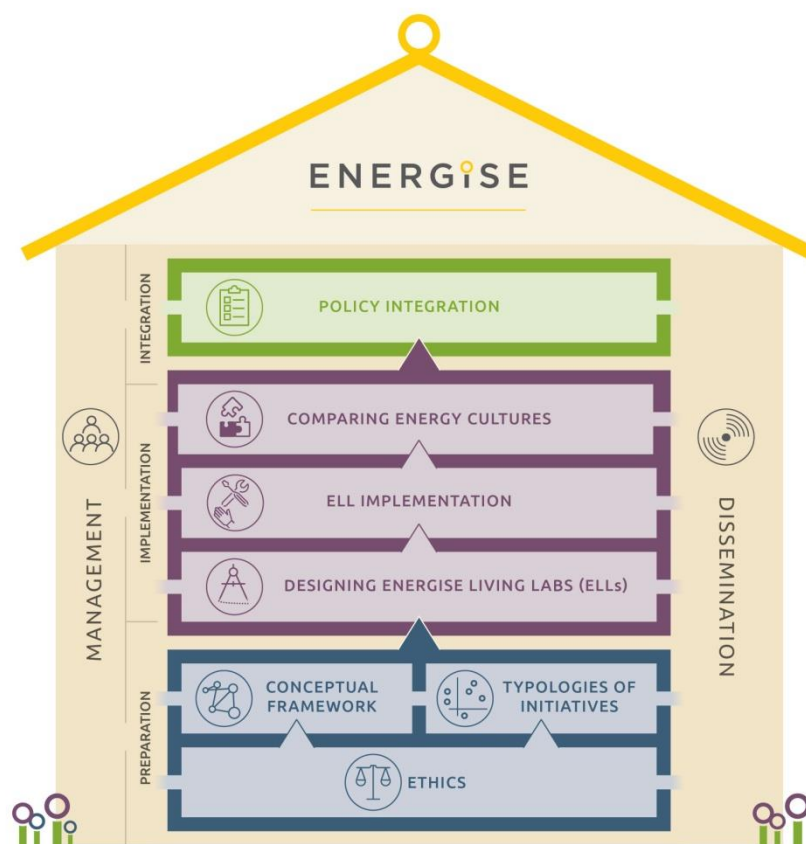 ENERGISE
INTEGRATION
POLICY INTEGRATION
IMPLEMENTATION
COMPARING ENERGY CULTURES
ELL IMPLEMENTATION
DESIGNING ENERGISE LIVING LABS (ELLs)
MANAGEMENT
DISSEMINATION
PREPARATION
CONCEPTUAL
FRAMEWORK
TYPOLOGIES OF
INITIATIVES
ETHICS